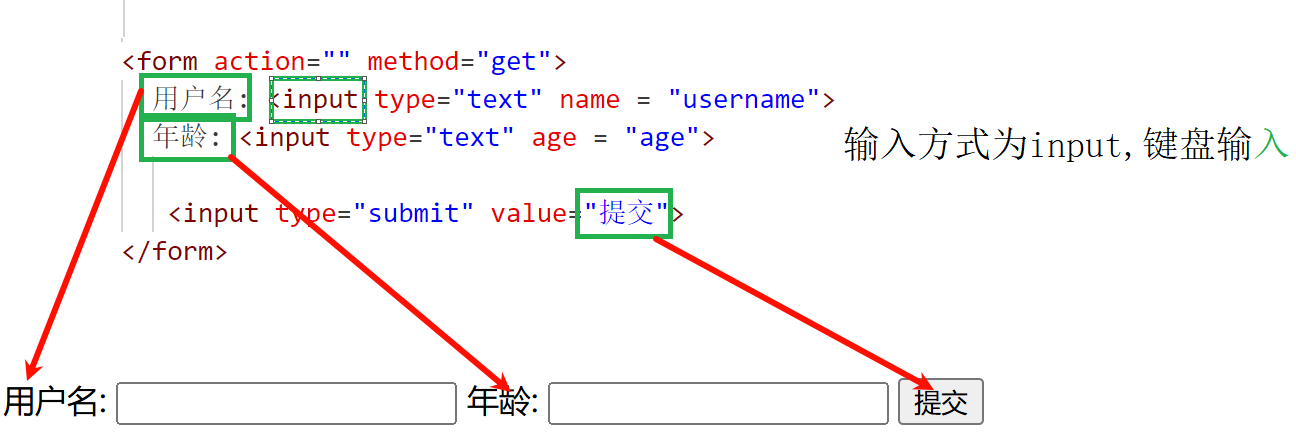 <form action="" method="get">
用户名: <input type="text" name = "username">
年龄: <input type="text" age = "age">
输入方式为input,键盘输入
<input type="submit" value="提交">
</form>
用户名: 年龄: 提交